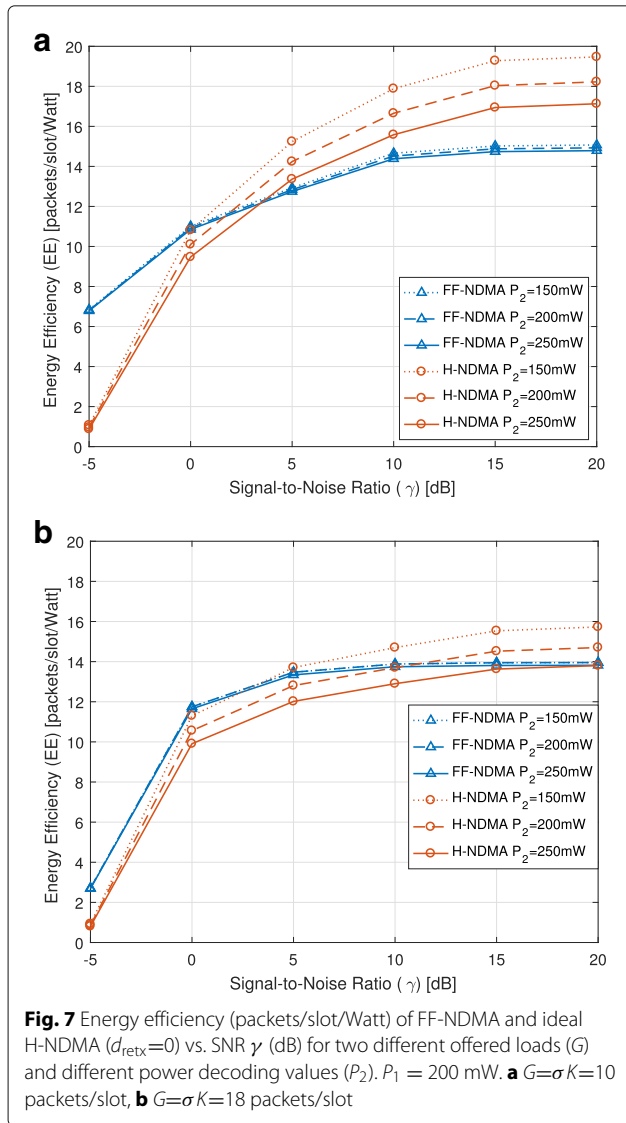 a
20
18
16
14
12
10
8
6
4
2
0
Energy Efficiency (EE) [packets/slot/Watt]
FF-NDMA P2=150mW
FF-NDMA P2=200mW
FF-NDMA P2=250mW
H-NDMA P2=150mW
H-NDMA P2=200mW
H-NDMA P2=250mW
-5 0 5 10 15 20
Signal-to-Noise Ratio ( γ) [dB]
b
20
18
16
14
12
10
8
6
4
2
0
Energy Efficiency (EE) [packets/slot/Watt]
FF-NDMA P2=150mW
FF-NDMA P2=200mW
FF-NDMA P2=250mW
H-NDMA P2=150mW
H-NDMA P2=200mW
H-NDMA P2=250mW
-5 0 5 10 15 20
Signal-to-Noise Ratio ( γ) [dB]
Fig. 7 Energy efficiency (packets/slot/Watt) of FF-NDMA and ideal
H-NDMA (dretx=0) vs. SNR γ (dB) for two different offered loads (G)
and different power decoding values (P2). P1 = 200 mW. a G=σK=10
packets/slot, b G=σK=18 packets/slot